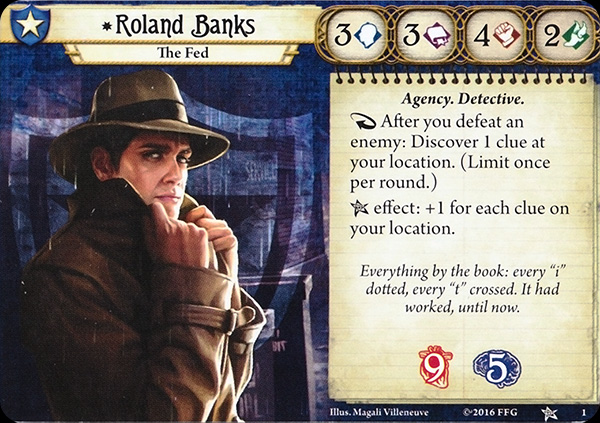 Roland Banks
The Fed
3 3 4 2
Agency. Detective.
After you defeat an
enemy: Discover 1 clue at
your location. (Limit once
per round.)
effect: +1 for each clue on
your location.
Everything by the book: every “i”
dotted, every “t” crossed. It had
worked, until now.
9 5
Illus. Magali Villeneuve ©2016 FFG 1